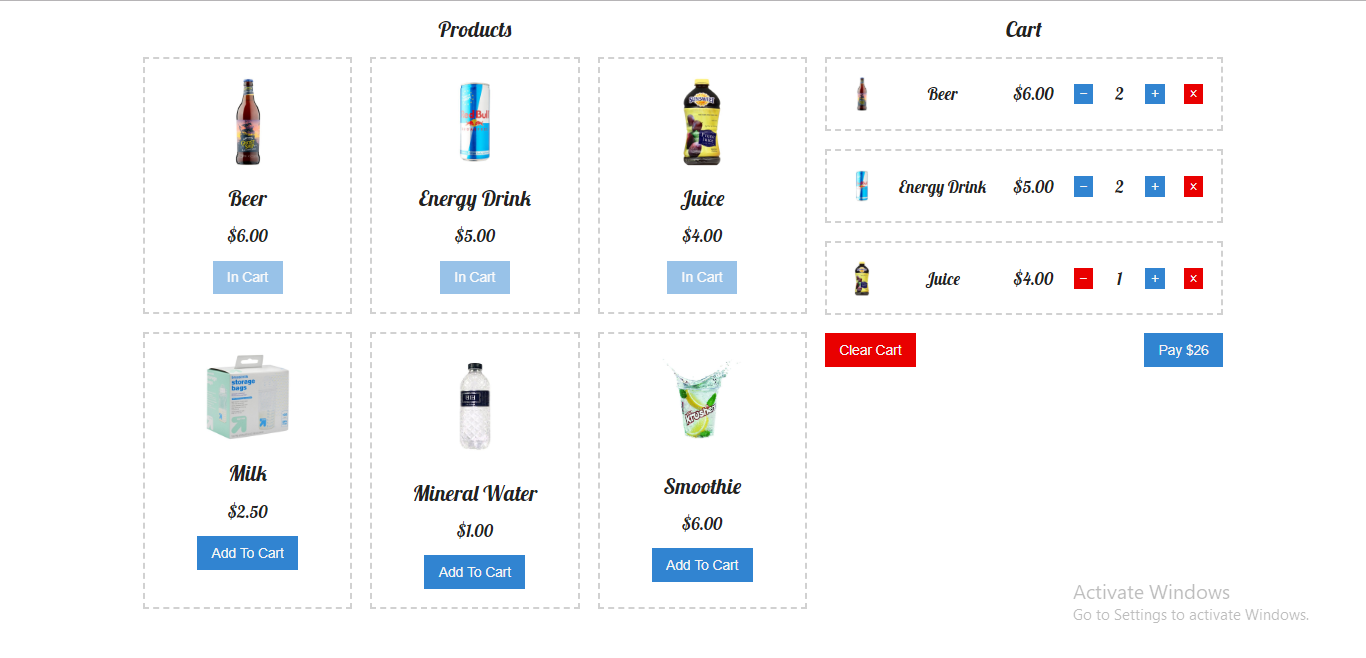 Products
Cart
Beer
$6.00
In Cart
Energy Drink
$5.00
In Cart
Juice
$4.00
In Cart
Milk
$2.50
Add To Cart
Mineral Water
$1.00
Add To Cart
Smoothie
$6.00
Add To Cart
Beer $6.00 − 2 + x
Energy Drink $5.00 − 2 + x
Juice $4.00 − 1 + x
Clear Cart
Pay $26
storage
bags
Krusher
Activate Windows
Go to Settings to activate Windows.